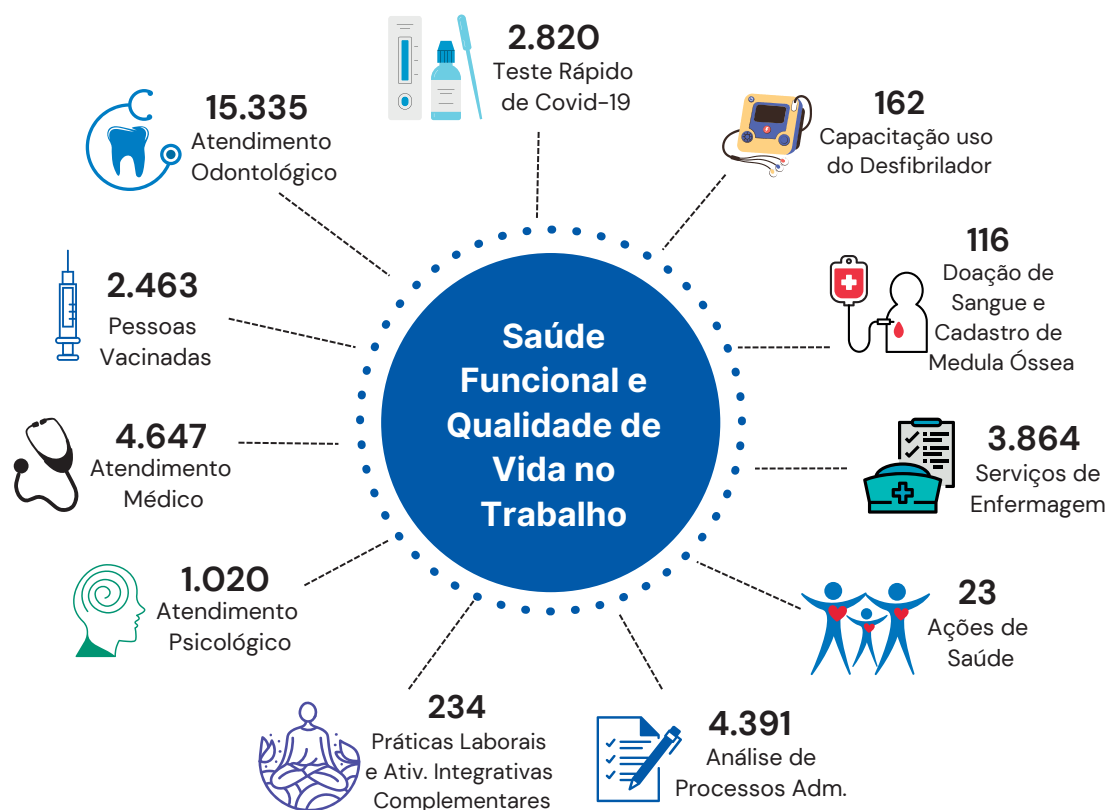 2.820
Teste Rápido
de Covid-19
162
Capacitação uso
do Desfibrilador
116
Doação de
Sangue e
Cadastro de
Medula Óssea
3.864
Serviços de
Enfermagem
23
Ações de
Saúde
4.391
Análise de
Processos Adm.
234
Práticas Laborais
e Ativ. Integrativas
Complementares
1.020
Atendimento
Psicológico
4.647
Atendimento
Médico
2.463
Pessoas
Vacinadas
15.335
Atendimento
Odontológico
Saúde
Funcional e
Qualidade de
Vida no
Trabalho